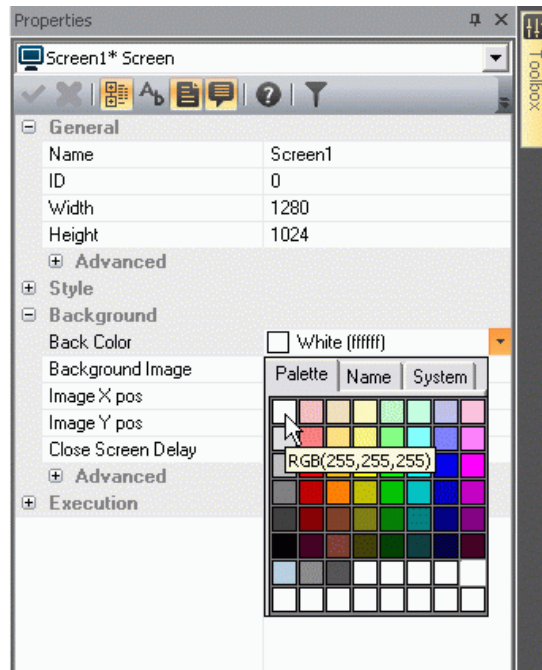 Properties
Screen1* Screen
Toolbox
General
Name Screen1
ID 0
Width 1280
Height 1024
Advanced
Style
Background
Back Color White (ffffff)
Background Image
Palette Name System
Image X pos
Image Y pos
Close Screen Delay
RGB(255,255,255)
Advanced
Execution